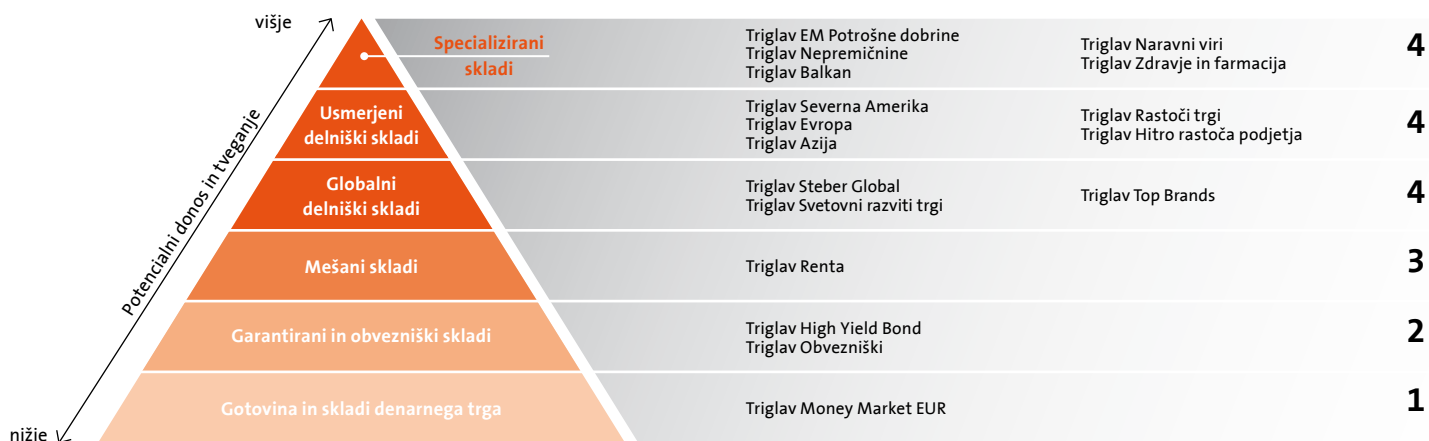 višje
Potencialni donos in tveganje
nižje
Specializirani
skladi
Triglav EM Potrošne dobrine
Triglav Nepremičnine
Triglav Balkan
Triglav Naravni viri
Triglav Zdravje in farmacija
4
Usmerjeni
delniški skladi
Triglav Severna Amerika
Triglav Evropa
Triglav Azija
Triglav Rastoči trgi
Triglav Hitro rastoča podjetja
4
Globalni
delniški skladi
Triglav Steber Global
Triglav Svetovni razviti trgi
Triglav Top Brands
4
Mešani skladi
Triglav Renta
3
Garantirani in obvezniški skladi
Triglav High Yield Bond
Triglav Obvezniški
2
Gotovina in skladi denarnega trga
Triglav Money Market EUR
1